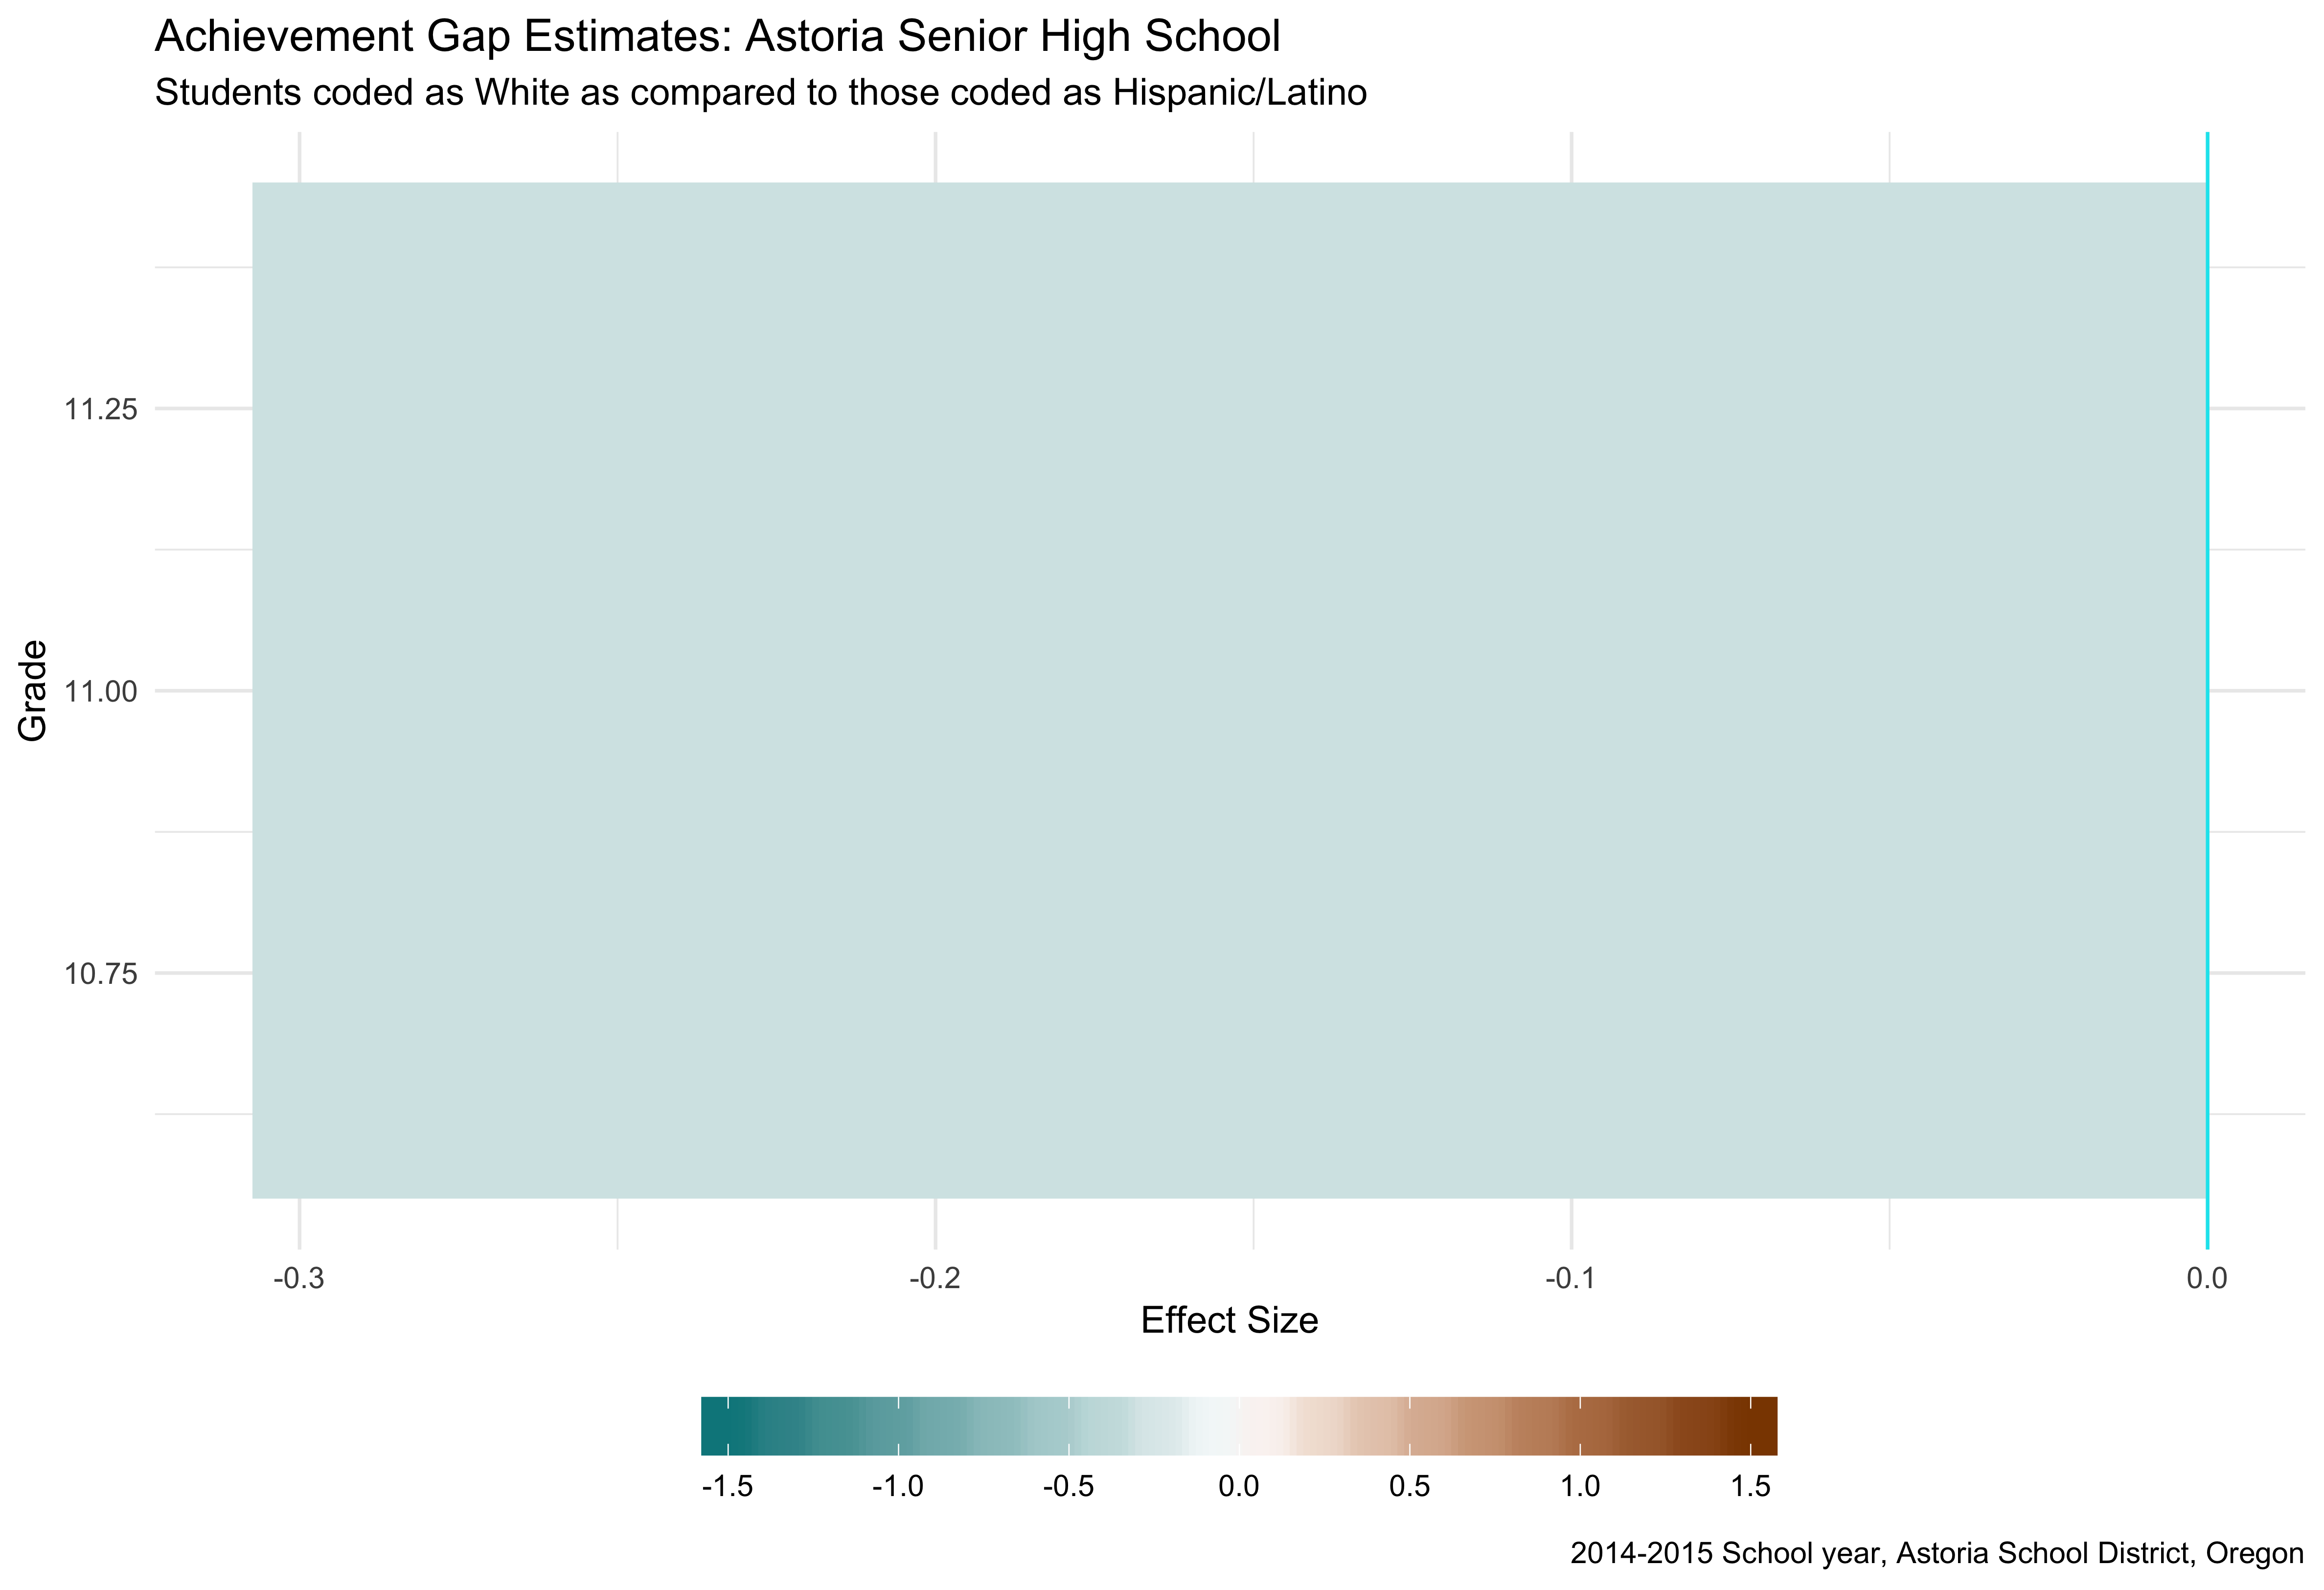 Achievement Gap Estimates: Astoria Senior High School
Students coded as White as compared to those coded as Hispanic/Latino
11.25
11.00
10.75
Grade
-0.3 -0.2 -0.1 0.0
Effect Size
-1.5 -1.0 -0.5 0.0 0.5 1.0 1.5
2014-2015 School year, Astoria School District, Oregon